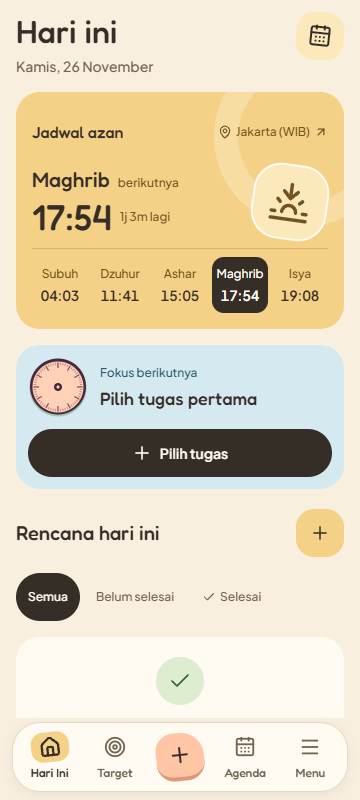 Hari ini
Kamis, 26 November
Jadwal azan
Jakarta (WIB)
Maghrib berikutnya
17:54 1j 3m lagi
Subuh Dzuhur Ashar Maghrib Isya
04:03 11:41 15:05 17:54 19:08
Fokus berikutnya
Pilih tugas pertama
Pilih tugas
Rencana hari ini
Semua Belum selesai Selesai
Hari Ini Target Agenda Menu